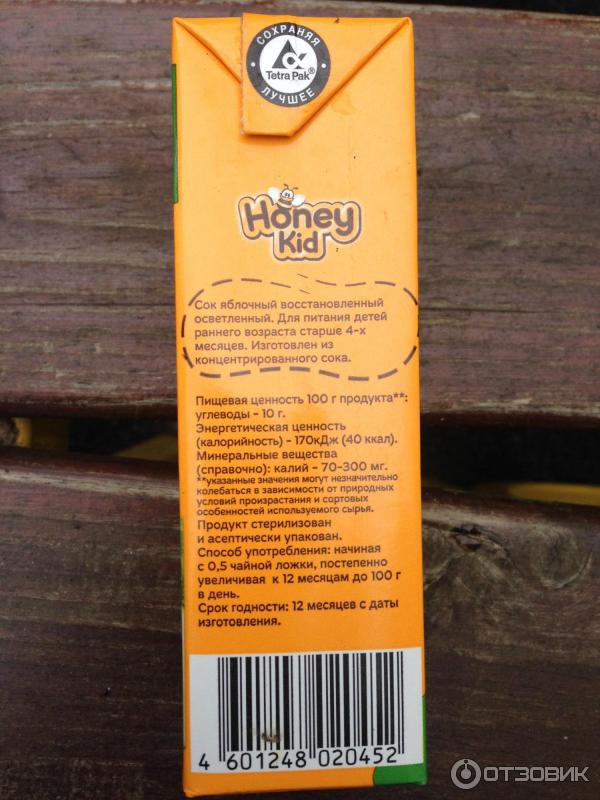 СОХРАНЯЯ
Tetra Pak®
ЛУЧШЕЕ
Honey
Kid
Сок яблочный восстановленный
осветленный. Для питания детей
раннего возраста старше 4-х
месяцев. Изготовлен из
концентрированного сока.
Пищевая ценность 100 г продукта**:
углеводы - 10 г.
Энергетическая ценность
(калорийность) - 170кДж (40 ккал).
Минеральные вещества
(справочно): калий - 70-300 мг.
**указанные значения могут незначительно
колебаться в зависимости от природных
условий произрастания и сортовых
особенностей используемого сырья.
Продукт стерилизован
и асептически упакован.
Способ употребления: начиная
с 0,5 чайной ложки, постепенно
увеличивая к 12 месяцам до 100 г
в день.
Срок годности: 12 месяцев с даты
изготовления.
4 601248 020452
ОТЗОВИК